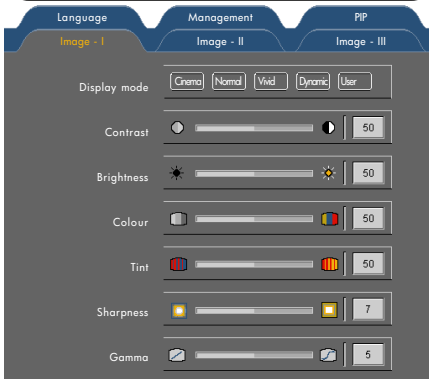 Language Management PIP
Image - I Image - II Image - III
Display mode Cinema Normal Vivid Dynamic User
Contrast 50
Brightness 50
Colour 50
Tint 50
Sharpness 7
Gamma 5